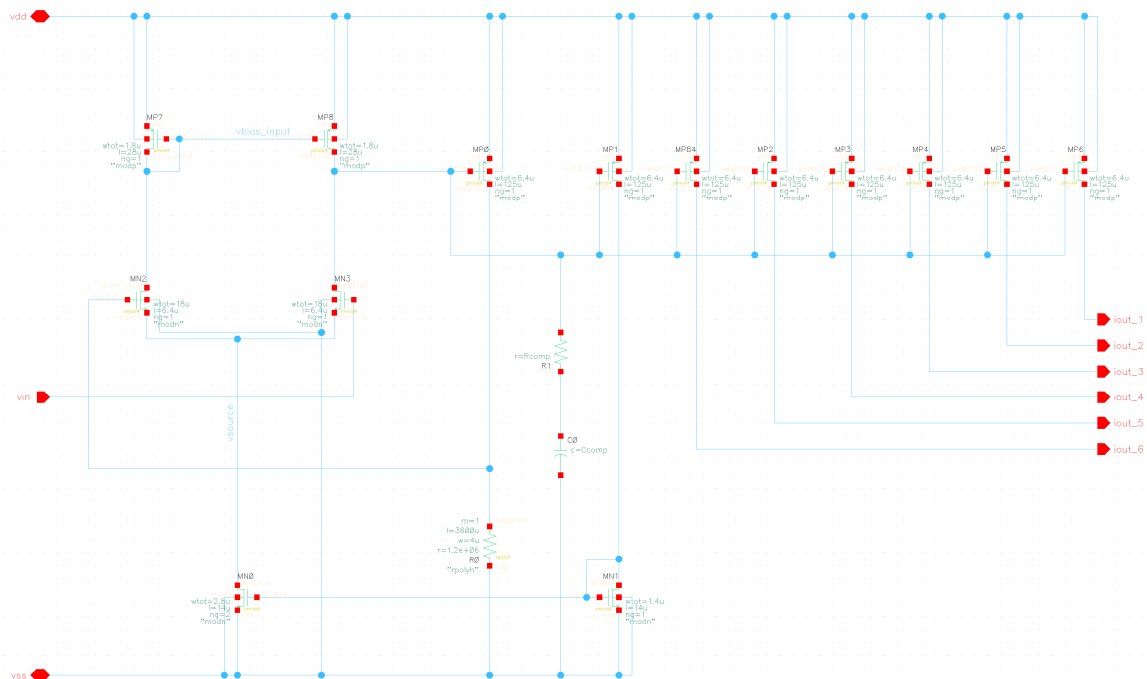 vdd
MP7
wtot=1.8u
l=28u
ng=1
"modp"
vbias_input
MP8
wtot=1.8u
l=28u
ng=1
"modp"
MP0
wtot=6.4u
l=125u
ng=1
"modp"
MP1
wtot=6.4u
l=125u
ng=1
"modp"
MP84
wtot=6.4u
l=125u
ng=1
"modp"
MP2
wtot=6.4u
l=125u
ng=1
"modp"
MP3
wtot=6.4u
l=125u
ng=1
"modp"
MP4
wtot=6.4u
l=125u
ng=1
"modp"
MP5
wtot=6.4u
l=125u
ng=1
"modp"
MP6
wtot=6.4u
l=125u
ng=1
"modp"
MN2
wtot=18u
l=6.4u
ng=1
"modn"
MN3
wtot=18u
l=6.4u
ng=1
"modn"
iout_1
iout_2
iout_3
iout_4
iout_5
iout_6
r=Rcomp
R1
vin
vsource
C0
c=Ccomp
m=1
l=3800u
w=4u
r=1.2e+06
R0
"rpolyh"
rpolyh
MN0
wtot=2.8u
l=14u
ng=2
"modn"
MN1
wtot=1.4u
l=14u
ng=1
"modn"
vss